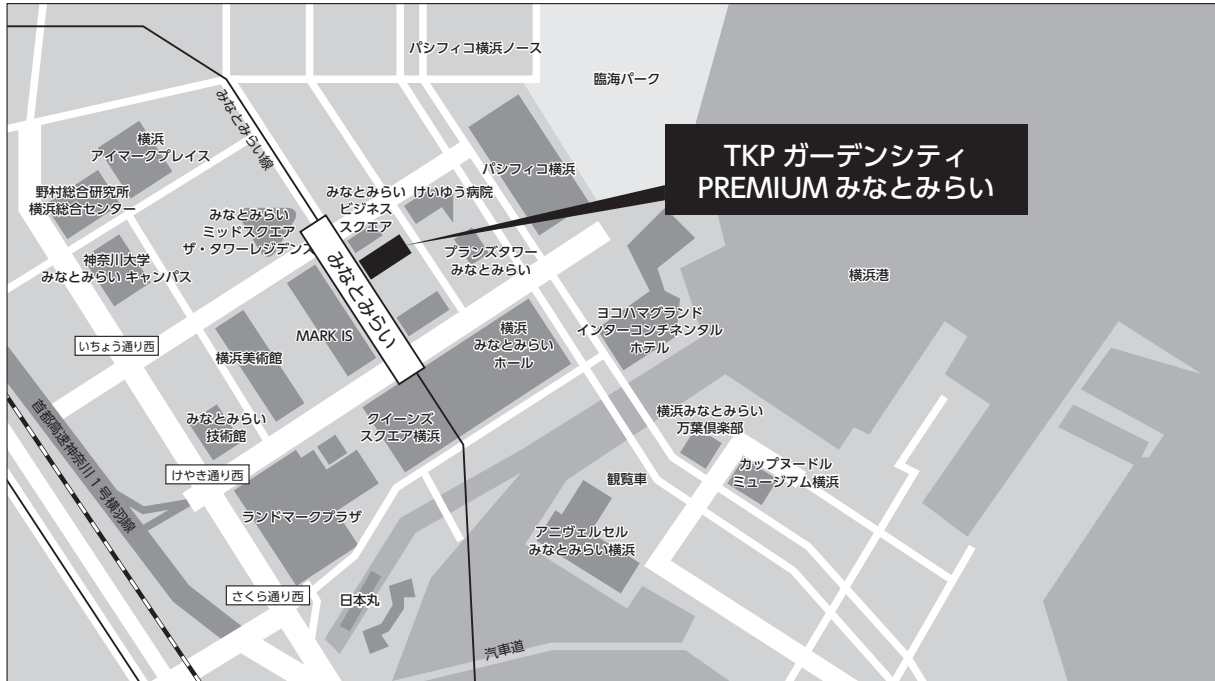 パシフィコ横浜ノース
臨海パーク
みなとみらい線
横浜
アイマークプレイス
パシフィコ横浜
TKP ガーデンシティ
PREMIUM みなとみらい
野村総合研究所
横浜総合センター
みなとみらい
ビジネス
スクエア
けいゆう病院
みなとみらい
ミッドスクエア
ザ・タワーレジデンス
神奈川大学
みなとみらい キャンパス
みなとみらい
ブランズタワー
みなとみらい
横浜港
ヨコハマグランド
インターコンチネンタル
ホテル
いちょう通り西
横浜美術館
MARK IS
横浜
みなとみらい
ホール
みなとみらい
技術館
クイーンズ
スクエア横浜
横浜みなとみらい
万葉倶楽部
首都高速神奈川1号横羽線
けやき通り西
観覧車
カップヌードル
ミュージアム横浜
ランドマークプラザ
アニヴェルセル
みなとみらい横浜
さくら通り西
日本丸
汽車道